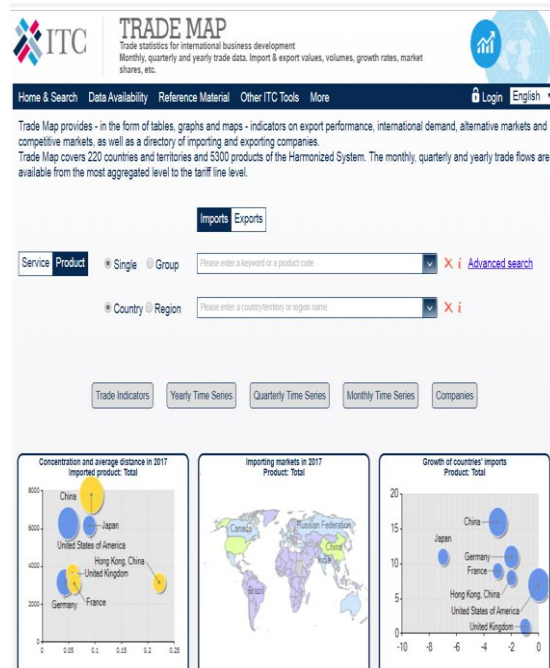 ITC
TRADE MAP
Trade statistics for international business development
Monthly, quarterly and yearly trade data. Import & export values, volumes, growth rates, market
shares, etc.
Home & Search Data Availability Reference Material Other ITC Tools More Login English
Trade Map provides - in the form of tables, graphs and maps - indicators on export performance, international demand, alternative markets and
competitive markets, as well as a directory of importing and exporting companies.
Trade Map covers 220 countries and territories and 5300 products of the Harmonized System. The monthly, quarterly and yearly trade flows are
available from the most aggregated level to the tariff line level.
Imports Exports
Service Product Single Group Please enter a keyword or a product code X i Advanced search
Country Region Please enter a country/territory or region name X i
Trade Indicators Yearly Time Series Quarterly Time Series Monthly Time Series Companies
Concentration and average distance in 2017
Imported product: Total
8000
China
6000
Japan
United States of America
Hong Kong, China
4000
United Kingdom
2000
Germany
France
0
0 0.05 0.1 0.15 0.2 0.25
Importing markets in 2017
Product: Total
Canada
Russian Federation
China
India
Brazil
Growth of countries' imports
Product: Total
20
China
15
Japan
Germany
10
France
Hong Kong, China
5
United States of America
United Kingdom
0
-10 -8 -6 -4 -2 0